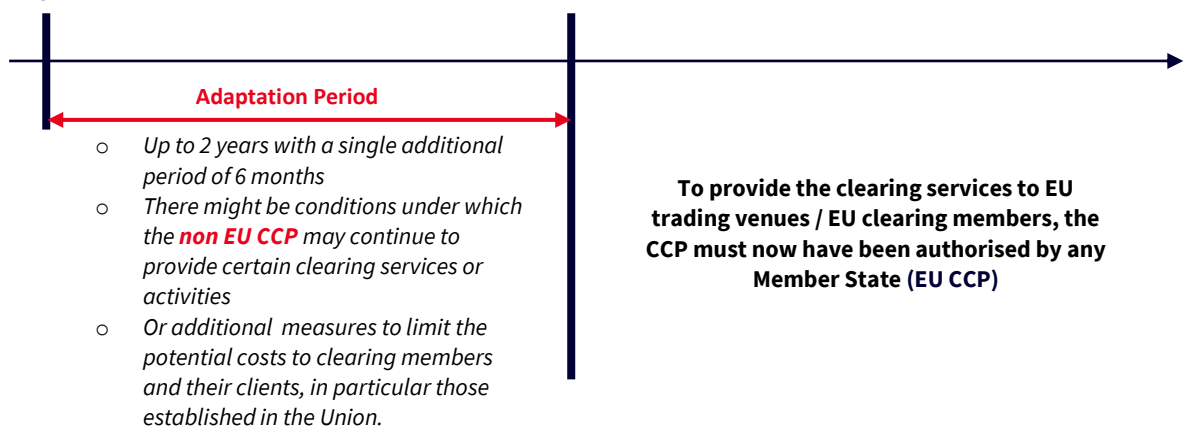 Adaptation Period
o Up to 2 years with a single additional
period of 6 months
o There might be conditions under which
the non EU CCP may continue to
provide certain clearing services or
activities
o Or additional measures to limit the
potential costs to clearing members
and their clients, in particular those
established in the Union.
To provide the clearing services to EU
trading venues / EU clearing members, the
CCP must now have been authorised by any
Member State (EU CCP)